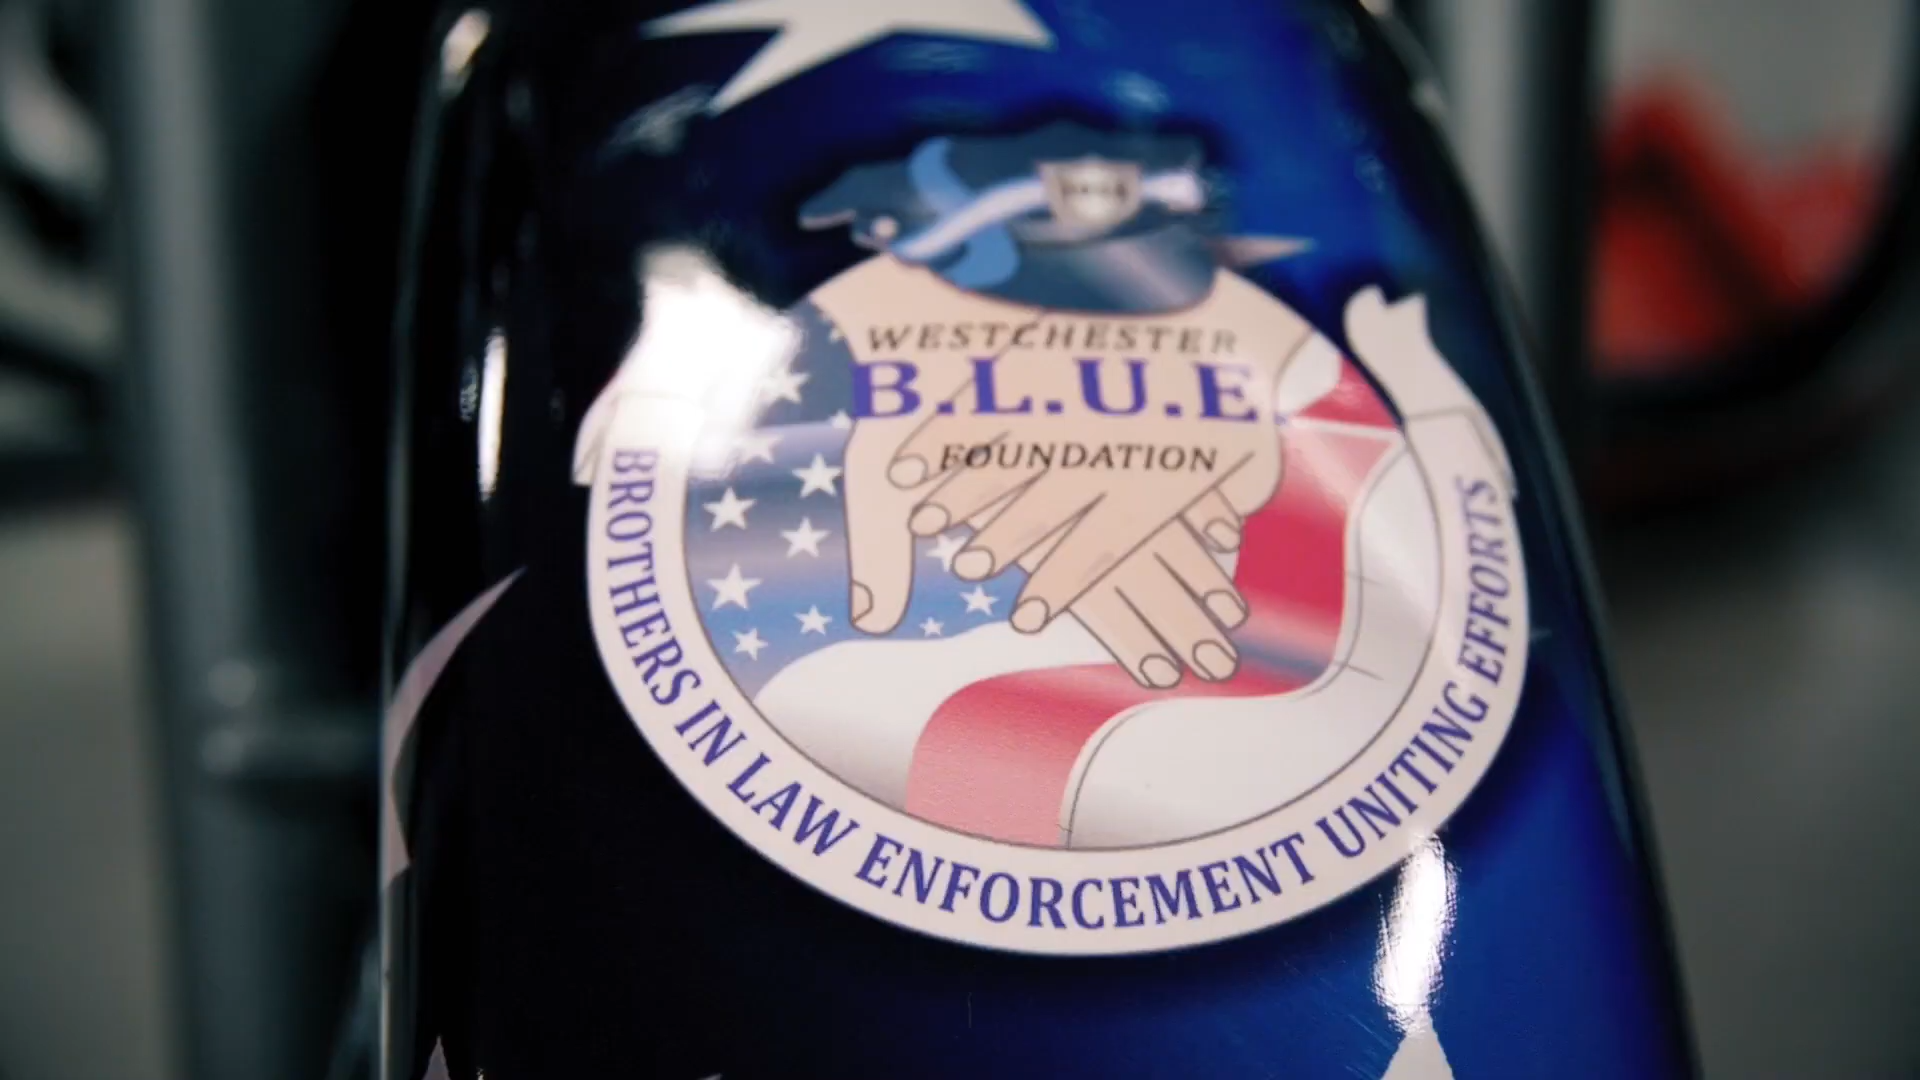 WESTCHESTER
B.L.U.E.
FOUNDATION
BROTHERS IN LAW ENFORCEMENT UNITING EFFORTS